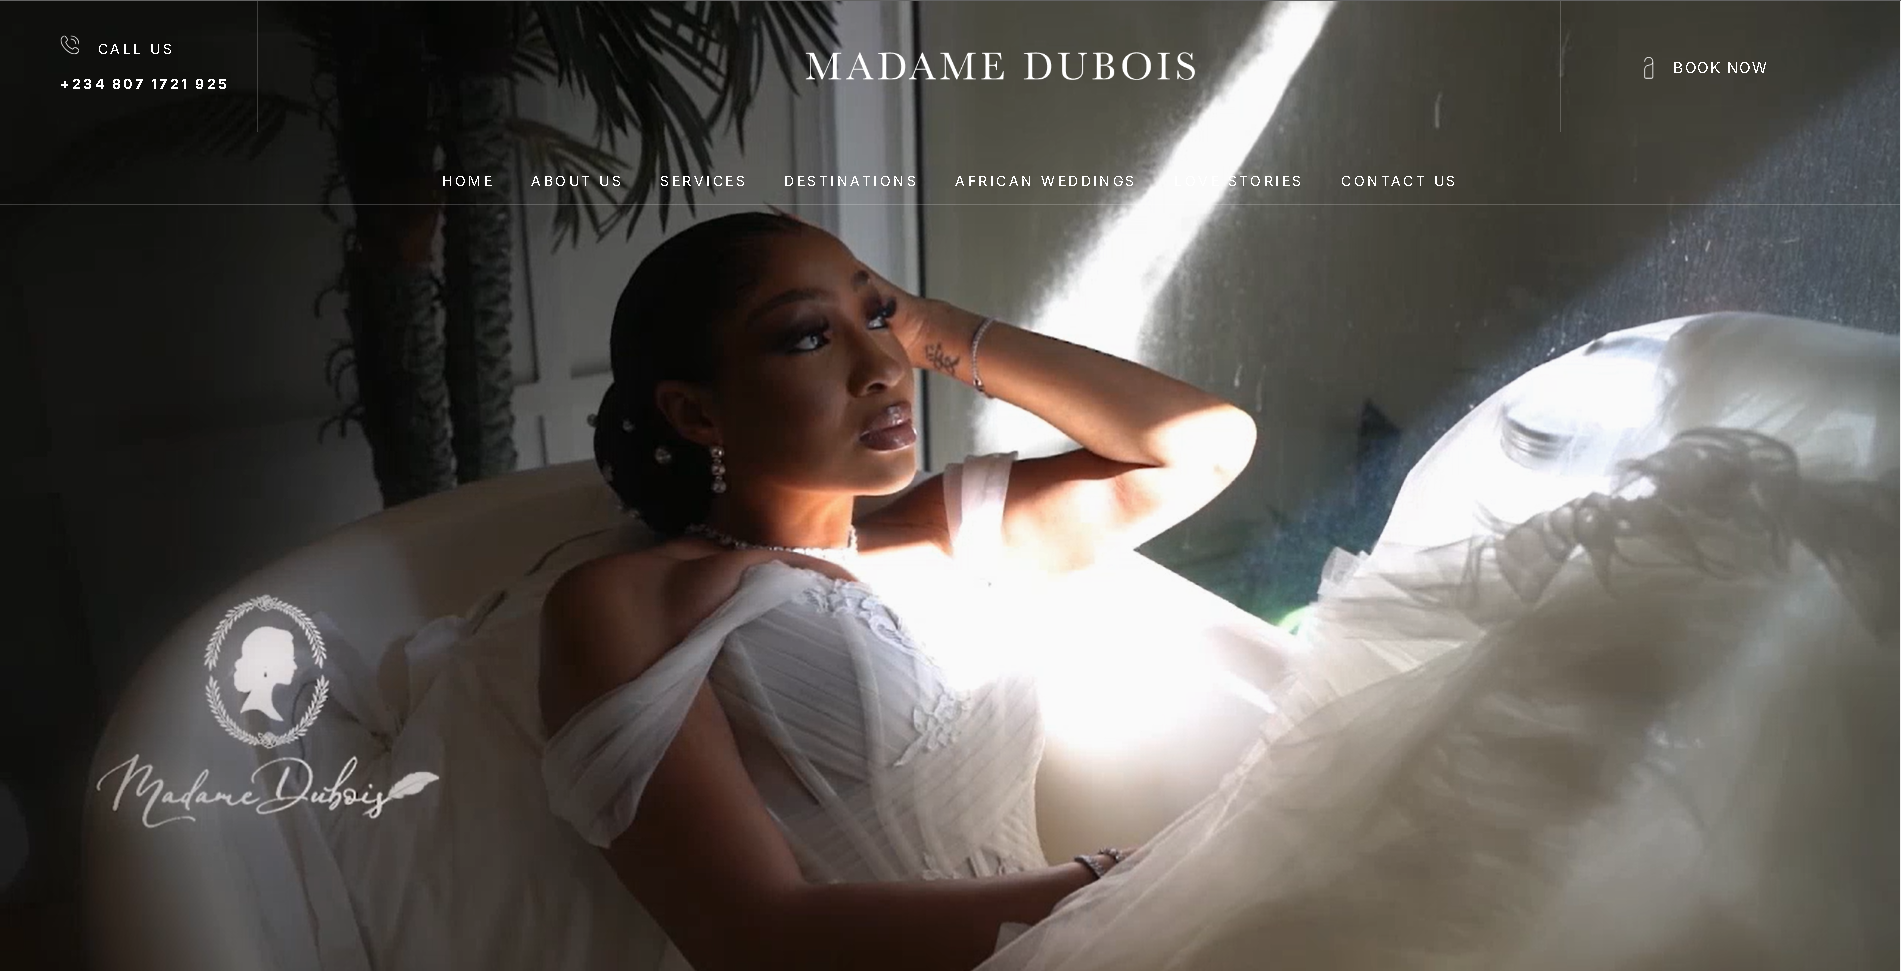 CALL US
+234 807 1721 925
MADAME DUBOIS
BOOK NOW
HOME ABOUT US SERVICES DESTINATIONS AFRICAN WEDDINGS LOVE STORIES CONTACT US
Madame Dubois